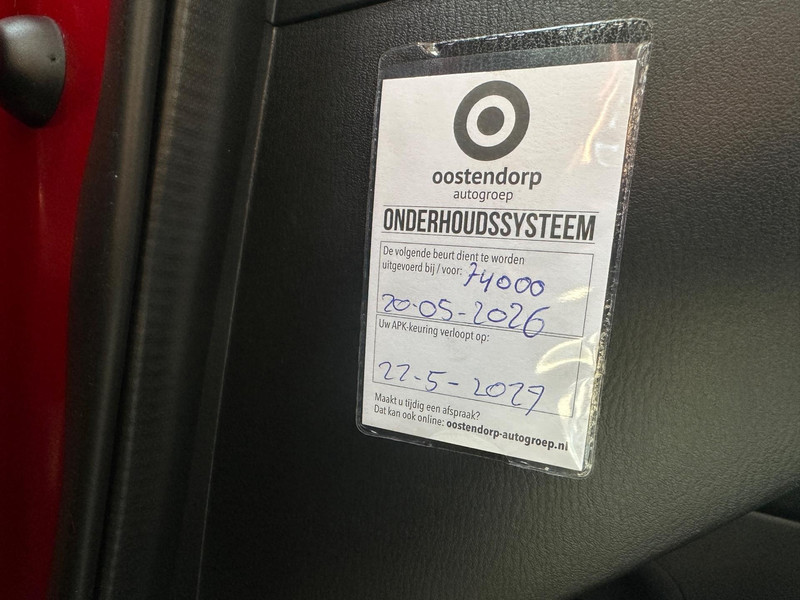 oostendorp
autogroep
ONDERHOUDSSYSTEEM
De volgende beurt dient te worden
uitgevoerd bij / voor: 74000
20-05-2026
Uw APK-keuring verloopt op:
22-5-2027
Maakt u tijdig een afspraak?
Dat kan ook online: oostendorp-autogroep.nl